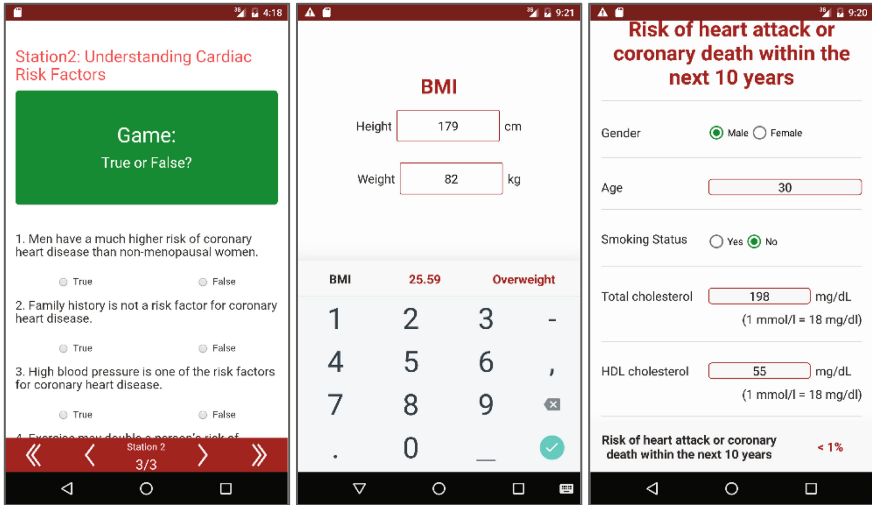 4:18
Station2: Understanding Cardiac
Risk Factors
Game:
True or False?
1. Men have a much higher risk of coronary
heart disease than non-menopausal women.
True False
2. Family history is not a risk factor for coronary
heart disease.
True False
3. High blood pressure is one of the risk factors
for coronary heart disease.
True False
4. Exercise may double a person's risk of
Station 2
3/3
9:21
BMI
Height 179 cm
Weight 82 kg
BMI 25.59 Overweight
1 2 3 -
4 5 6 ,
7 8 9
. 0 _
9:20
Risk of heart attack or
coronary death within the
next 10 years
Gender Male Female
Age 30
Smoking Status Yes No
Total cholesterol 198 mg/dL
(1 mmol/l = 18 mg/dl)
HDL cholesterol 55 mg/dL
(1 mmol/l = 18 mg/dl)
Risk of heart attack or coronary
death within the next 10 years
< 1%